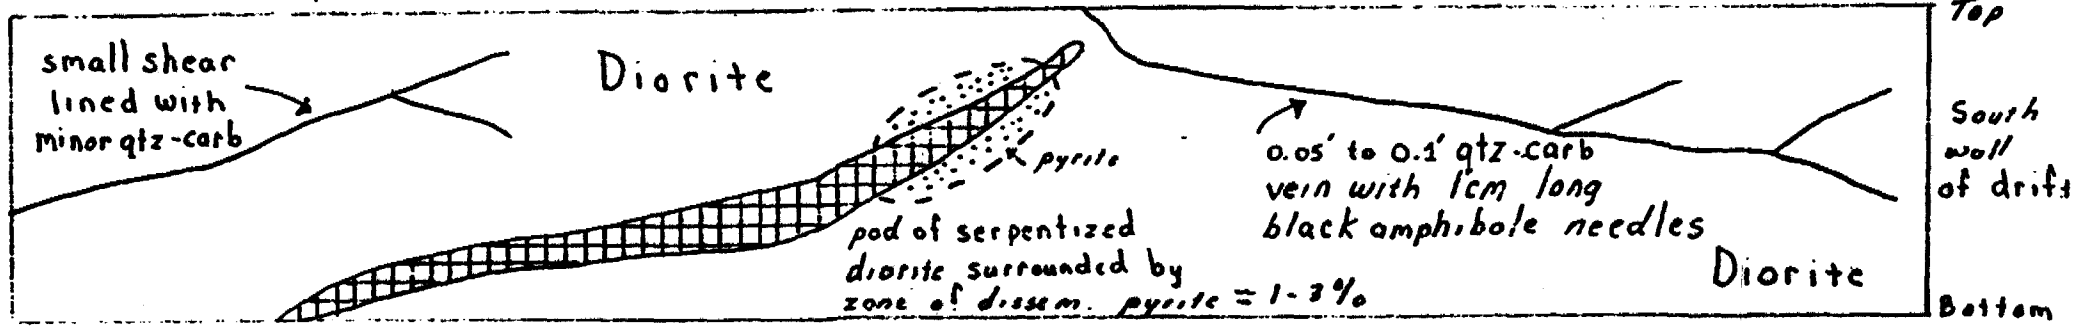 Top
small shear
lined with
minor qtz-carb
Diorite
pyrite
0.05' to 0.1' qtz-carb
vein with 1cm long
black amphibole needles
South
wall
of drift
pod of serpentized
diorite surrounded by
zone of dissem. pyrite = 1-3%
Diorite
Bottom